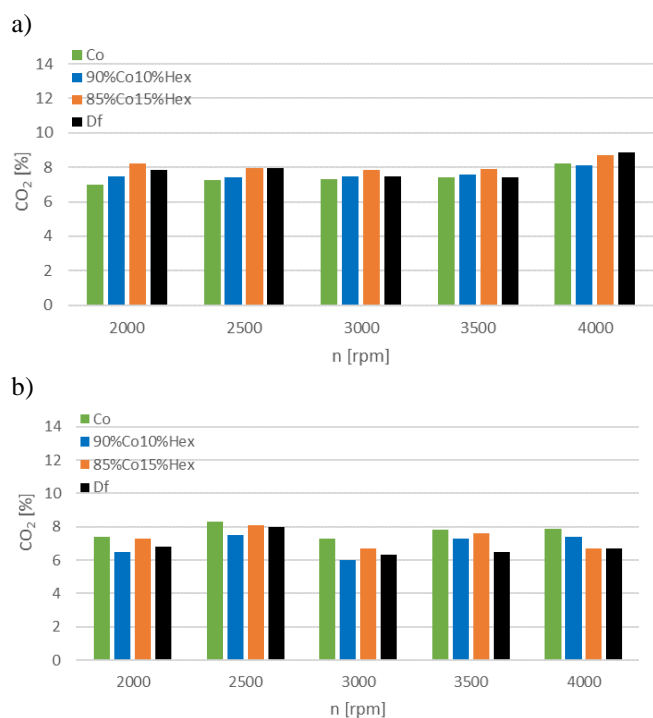 a)
Co
90%Co10%Hex
85%Co15%Hex
Df
14
12
10
8
6
4
2
0
CO₂ [%]
2000 2500 3000 3500 4000
n [rpm]
b)
Co
90%Co10%Hex
85%Co15%Hex
Df
14
12
10
8
6
4
2
0
CO₂ [%]
2000 2500 3000 3500 4000
n [rpm]